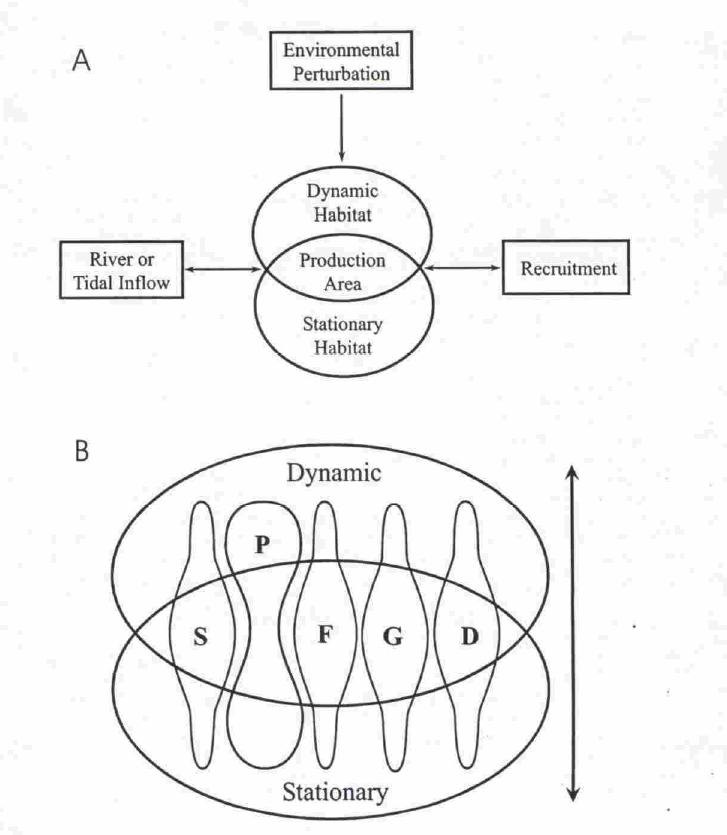 A
Environmental
Perturbation
Dynamic
Habitat
River or
Tidal Inflow
Production
Area
Recruitment
Stationary
Habitat
B
Dynamic
P
S
F
G
D
Stationary